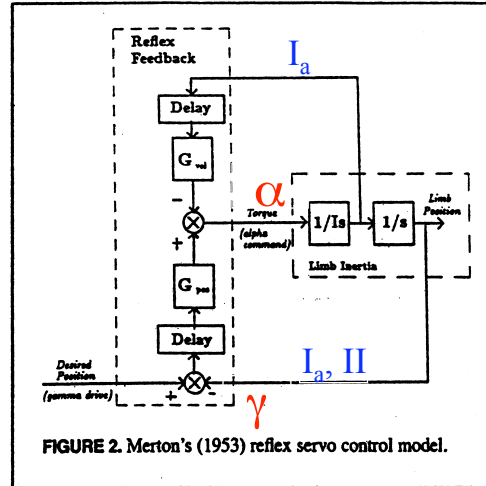 Reflex
Feedback
Iₐ
Delay
G vel
−
α
Torque
(alpha
command)
+
1/Is
1/s
Limb
Position
Limb Inertia
G pos
Delay
Desired
Position
(gamma drive)
+
-
Iₐ, II
γ
FIGURE 2. Merton's (1953) reflex servo control model.